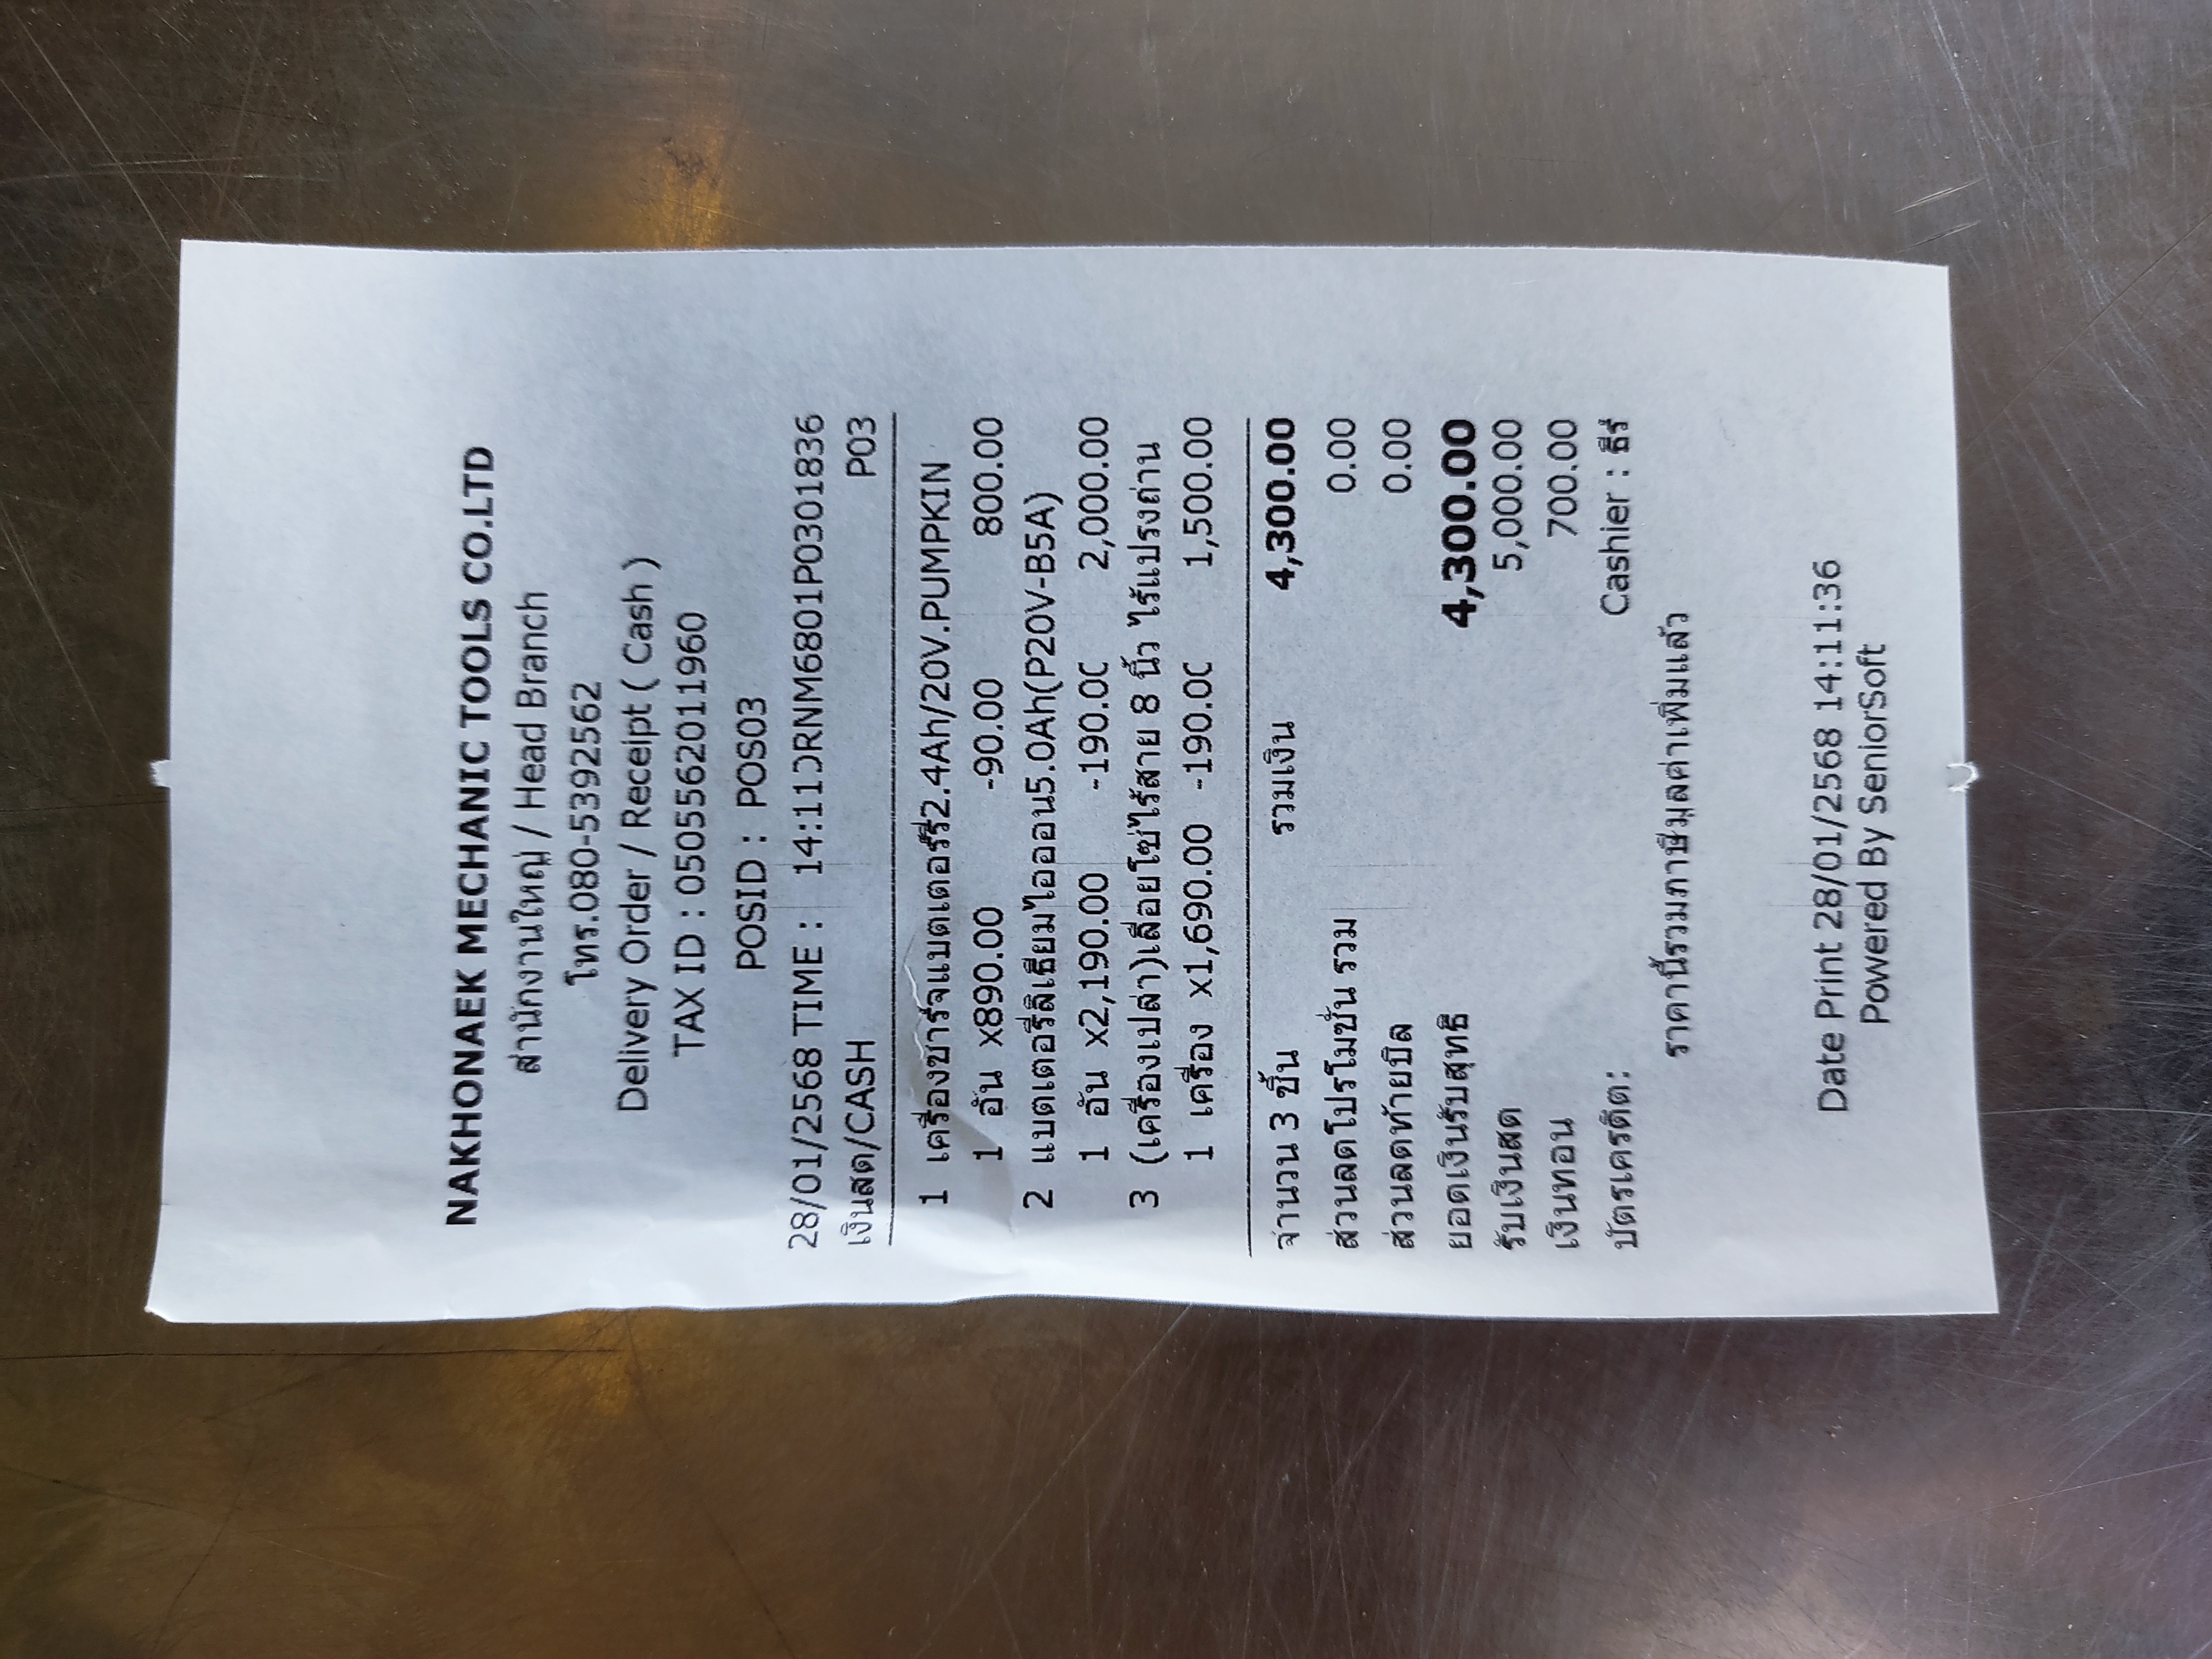 NAKHONAEK MECHANIC TOOLS CO.LTD
สำนักงานใหญ่ / Head Branch
โทร.080-5392562
Delivery Order / Receipt ( Cash )
TAX ID : 0505562011960
POSID : POS03
28/01/2568 TIME : 14:11 DRNM6801P0301836
เงินสด/CASH P03
1 เครื่องชาร์จแบตเตอร์รี่2.4Ah/20V.PUMPKIN
1 อัน x890.00 -90.00 800.00
2 แบตเตอรี่ลิเธียมไอออน5.0Ah(P20V-B5A)
1 อัน x2,190.00 -190.00 2,000.00
3 (เครื่องเปล่า)เลื่อยโซ่ไร้สาย 8 นิ้ว ไร้แปรงถ่าน
1 เครื่อง x1,690.00 -190.00 1,500.00
จำนวน 3 ชิ้น รวมเงิน 4,300.00
ส่วนลดโปรโมชั่น รวม 0.00
ส่วนลดท้ายบิล 0.00
ยอดเงินรับสุทธิ 4,300.00
รับเงินสด 5,000.00
เงินทอน 700.00
บัตรเครดิต: Cashier :
ราคานี้รวมภาษีมูลค่าเพิ่มแล้ว
Date Print 28/01/2568 14:11:36
Powered By SeniorSoft